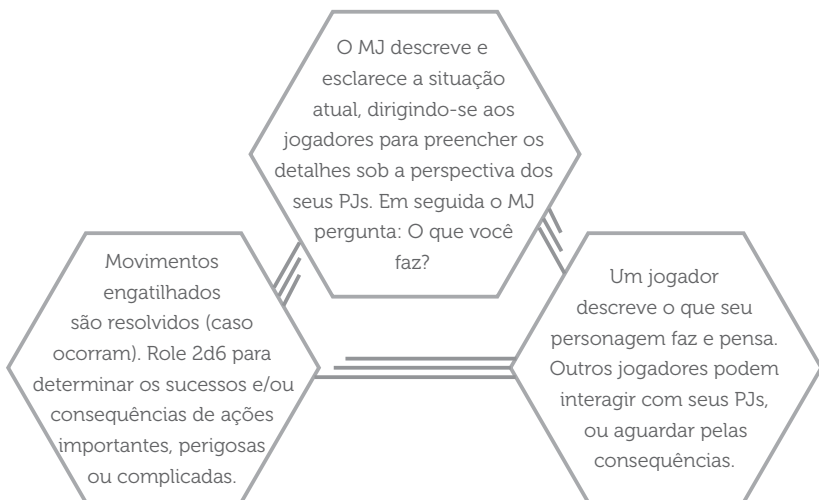 O MJ descreve e
esclarece a situação
atual, dirigindo-se aos
jogadores para preencher os
detalhes sob a perspectiva dos
seus PJs. Em seguida o MJ
pergunta: O que você
faz?
Movimentos
engatilhados
são resolvidos (caso
ocorram). Role 2d6 para
determinar os sucessos e/ou
consequências de ações
importantes, perigosas
ou complicadas.
Um jogador
descreve o que seu
personagem faz e pensa.
Outros jogadores podem
interagir com seus PJs,
ou aguardar pelas
consequências.